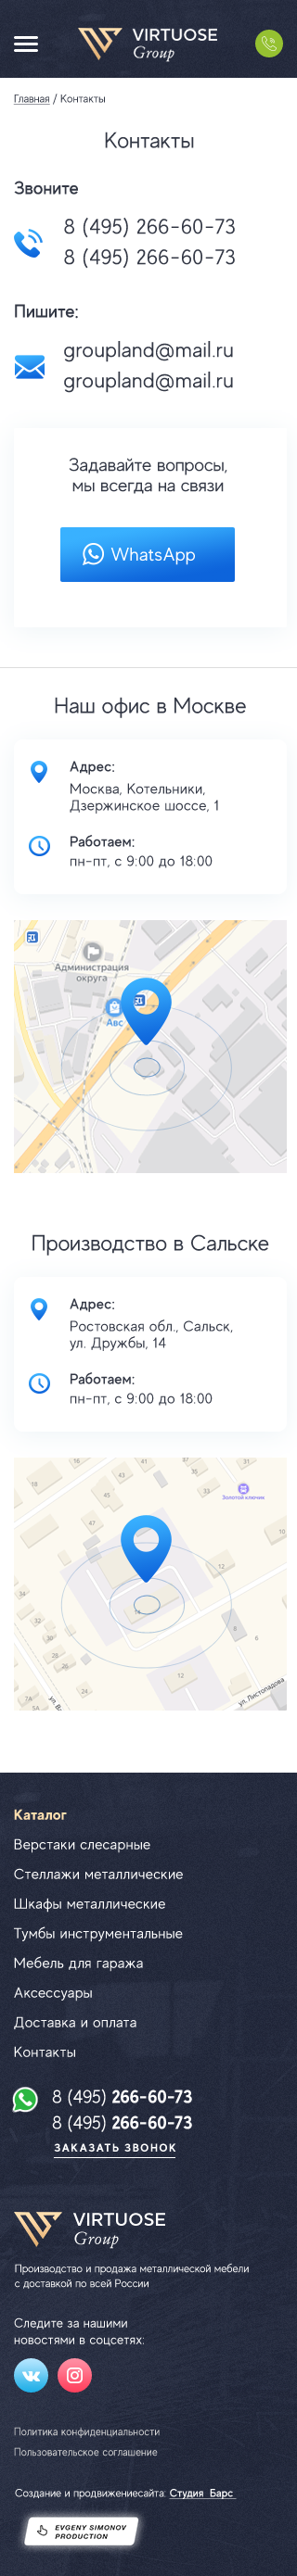 VIRTUOSE
Group
Главная / Контакты
Контакты
Звоните
8 (495) 266-60-73
8 (495) 266-60-73
Пишите:
groupland@mail.ru
groupland@mail.ru
Задавайте вопросы,
мы всегда на связи
WhatsApp
Наш офис в Москве
Адрес:
Москва, Котельники,
Дзержинское шоссе, 1
Работаем:
пн-пт, с 9:00 до 18:00
Администрация
округа
Авс
Производство в Сальске
Адрес:
Ростовская обл., Сальск,
ул. Дружбы, 14
Работаем:
пн-пт, с 9:00 до 18:00
Золотой ключик
ул. Листопадова
Каталог
Верстаки слесарные
Стеллажи металлические
Шкафы металлические
Тумбы инструментальные
Мебель для гаража
Аксессуары
Доставка и оплата
Контакты
8 (495) 266-60-73
8 (495) 266-60-73
ЗАКАЗАТЬ ЗВОНОК
VIRTUOSE
Group
Производство и продажа металлической мебели
с доставкой по всей России
Следите за нашими
новостями в соцсетях:
Политика конфиденциальности
Пользовательское соглашение
Создание и продвижениесайта: Студия Барс
EVGENY SIMONOV
PRODUCTION